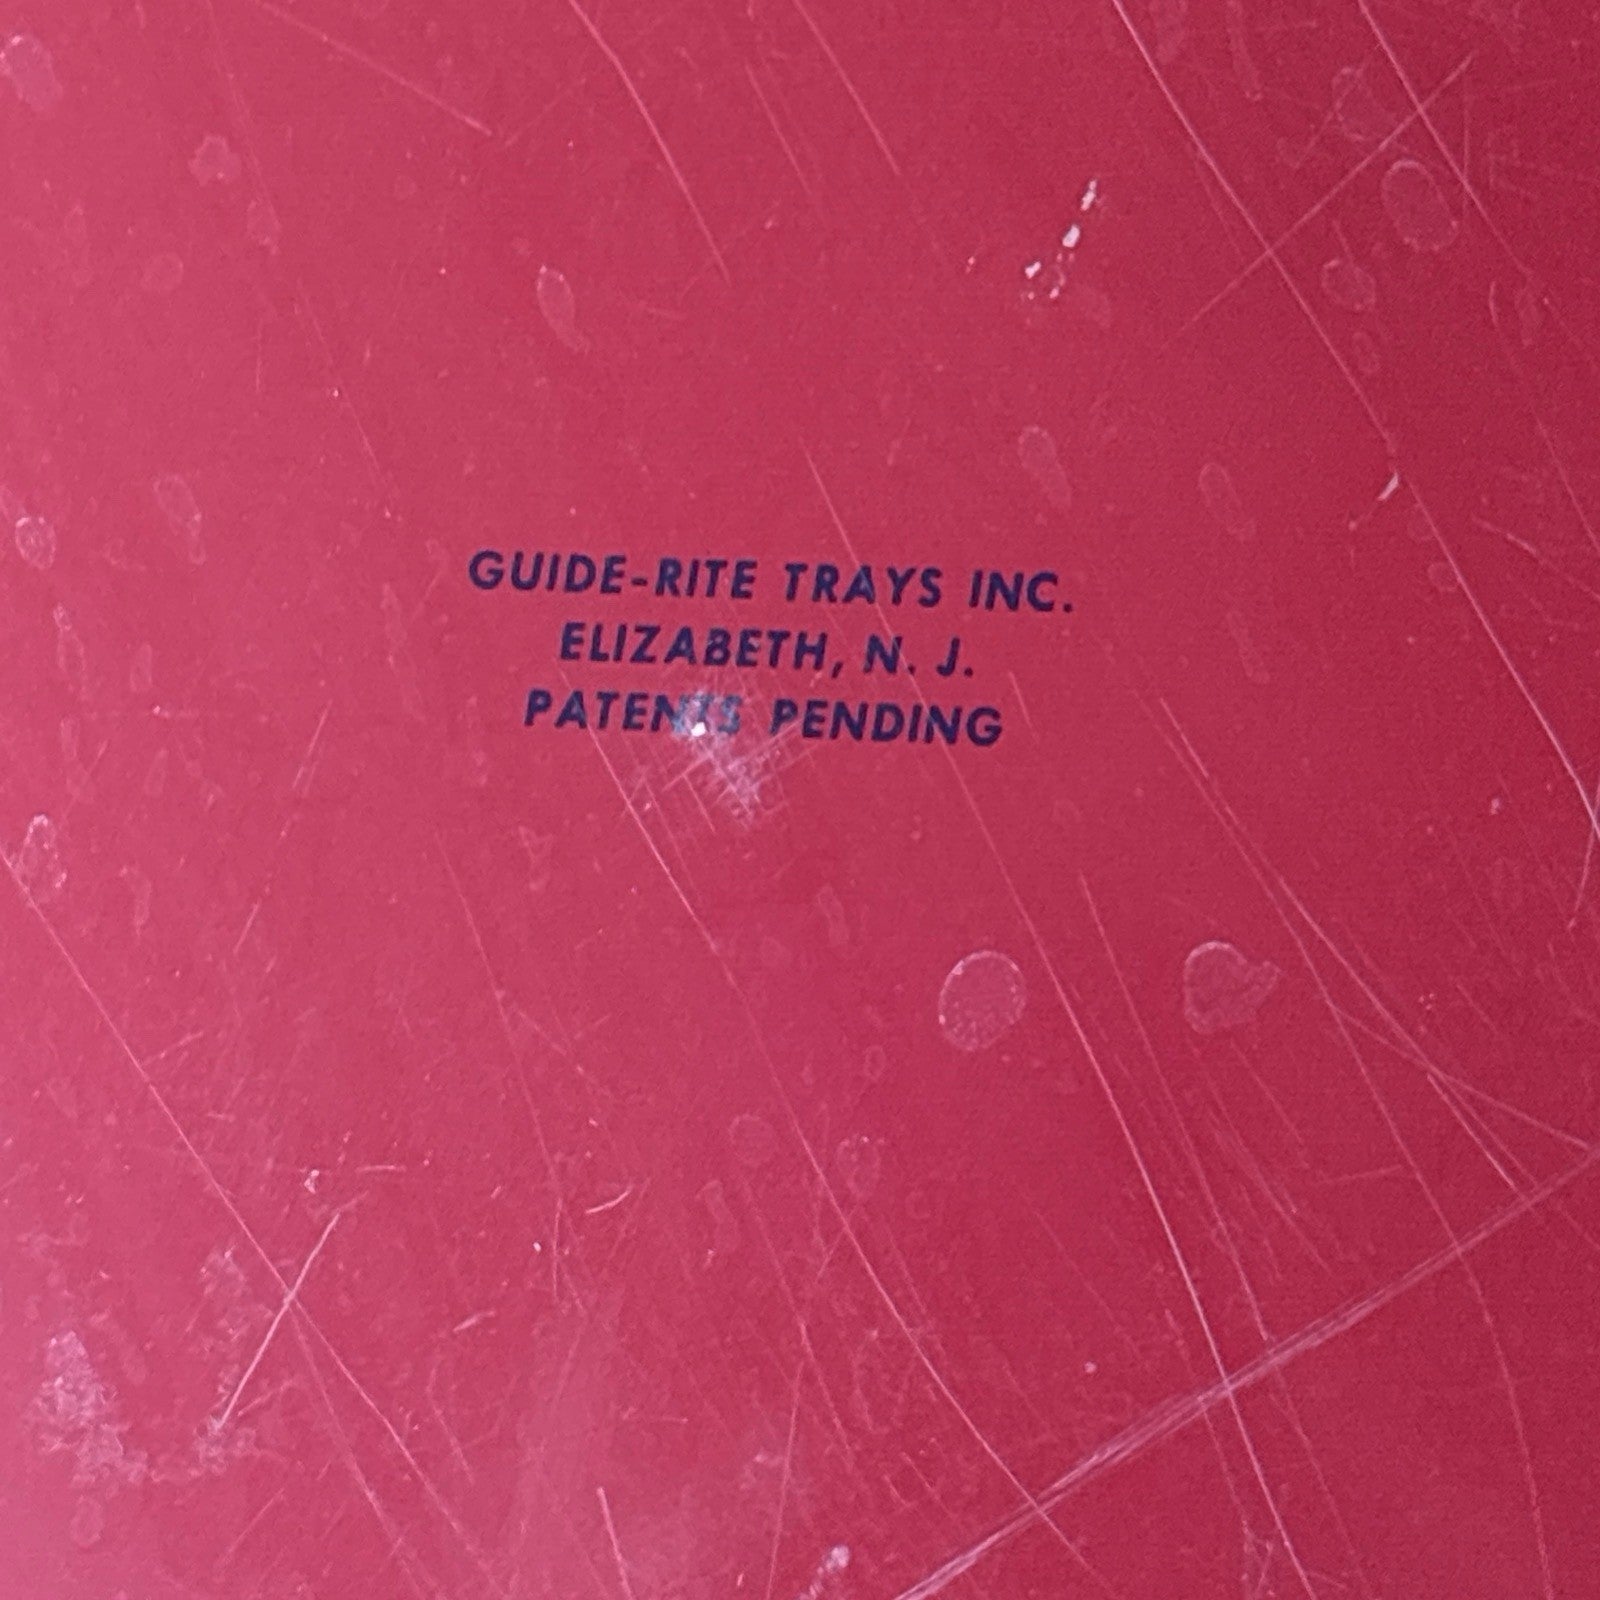 GUIDE-RITE TRAYS INC.
ELIZABETH, N. J.
PATENTS PENDING